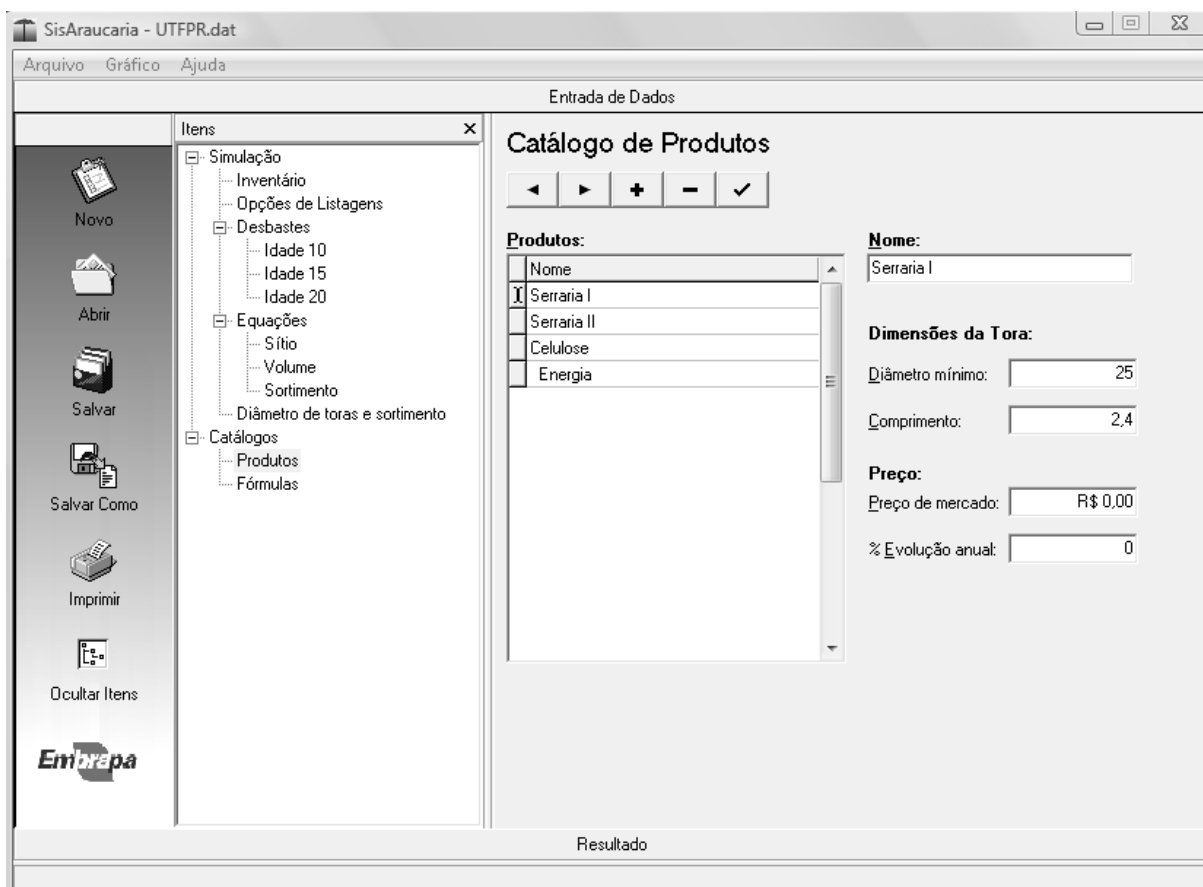 SisAraucaria - UTFPR.dat
Arquivo Gráfico Ajuda
Entrada de Dados
Novo
Abrir
Salvar
Salvar Como
Imprimir
Ocultar Itens
Embrapa
Itens
Simulação
Inventário
Opções de Listagens
Desbastes
Idade 10
Idade 15
Idade 20
Equações
Sítio
Volume
Sortimento
Diâmetro de toras e sortimento
Catálogos
Produtos
Fórmulas
Catálogo de Produtos
Produtos:
Nome
Serraria I
Serraria II
Celulose
Energia
Nome:
Serraria I
Dimensões da Tora:
Diâmetro mínimo: 25
Comprimento: 2,4
Preço:
Preço de mercado: R$ 0,00
% Evolução anual: 0
Resultado